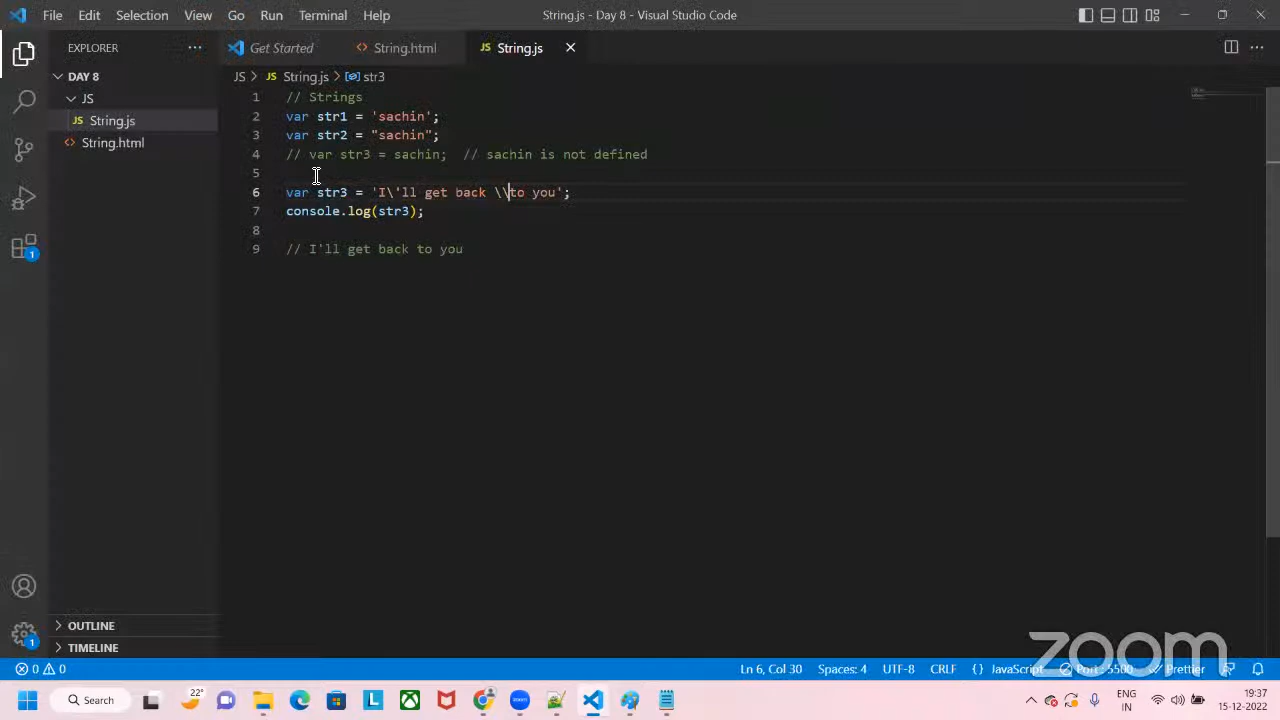 File Edit Selection View Go Run Terminal Help String.js - Day 8 - Visual Studio Code
EXPLORER ··· Get Started <> String.html JS String.js ···
DAY 8
JS
JS String.js
<> String.html
JS > JS String.js > str3
1 // Strings
2 var str1 = 'sachin';
3 var str2 = "sachin";
4 // var str3 = sachin;  // sachin is not defined
5
6 var str3 = 'I\'ll get back \\to you';
7 console.log(str3);
8
9 // I'll get back to you
1
1
OUTLINE
TIMELINE
zoom
0 0 Ln 6, Col 30 Spaces: 4 UTF-8 CRLF {} JavaScript Port : 5500 Prettier
Search 22° zoom ENG IN 19:37 15-12-2022